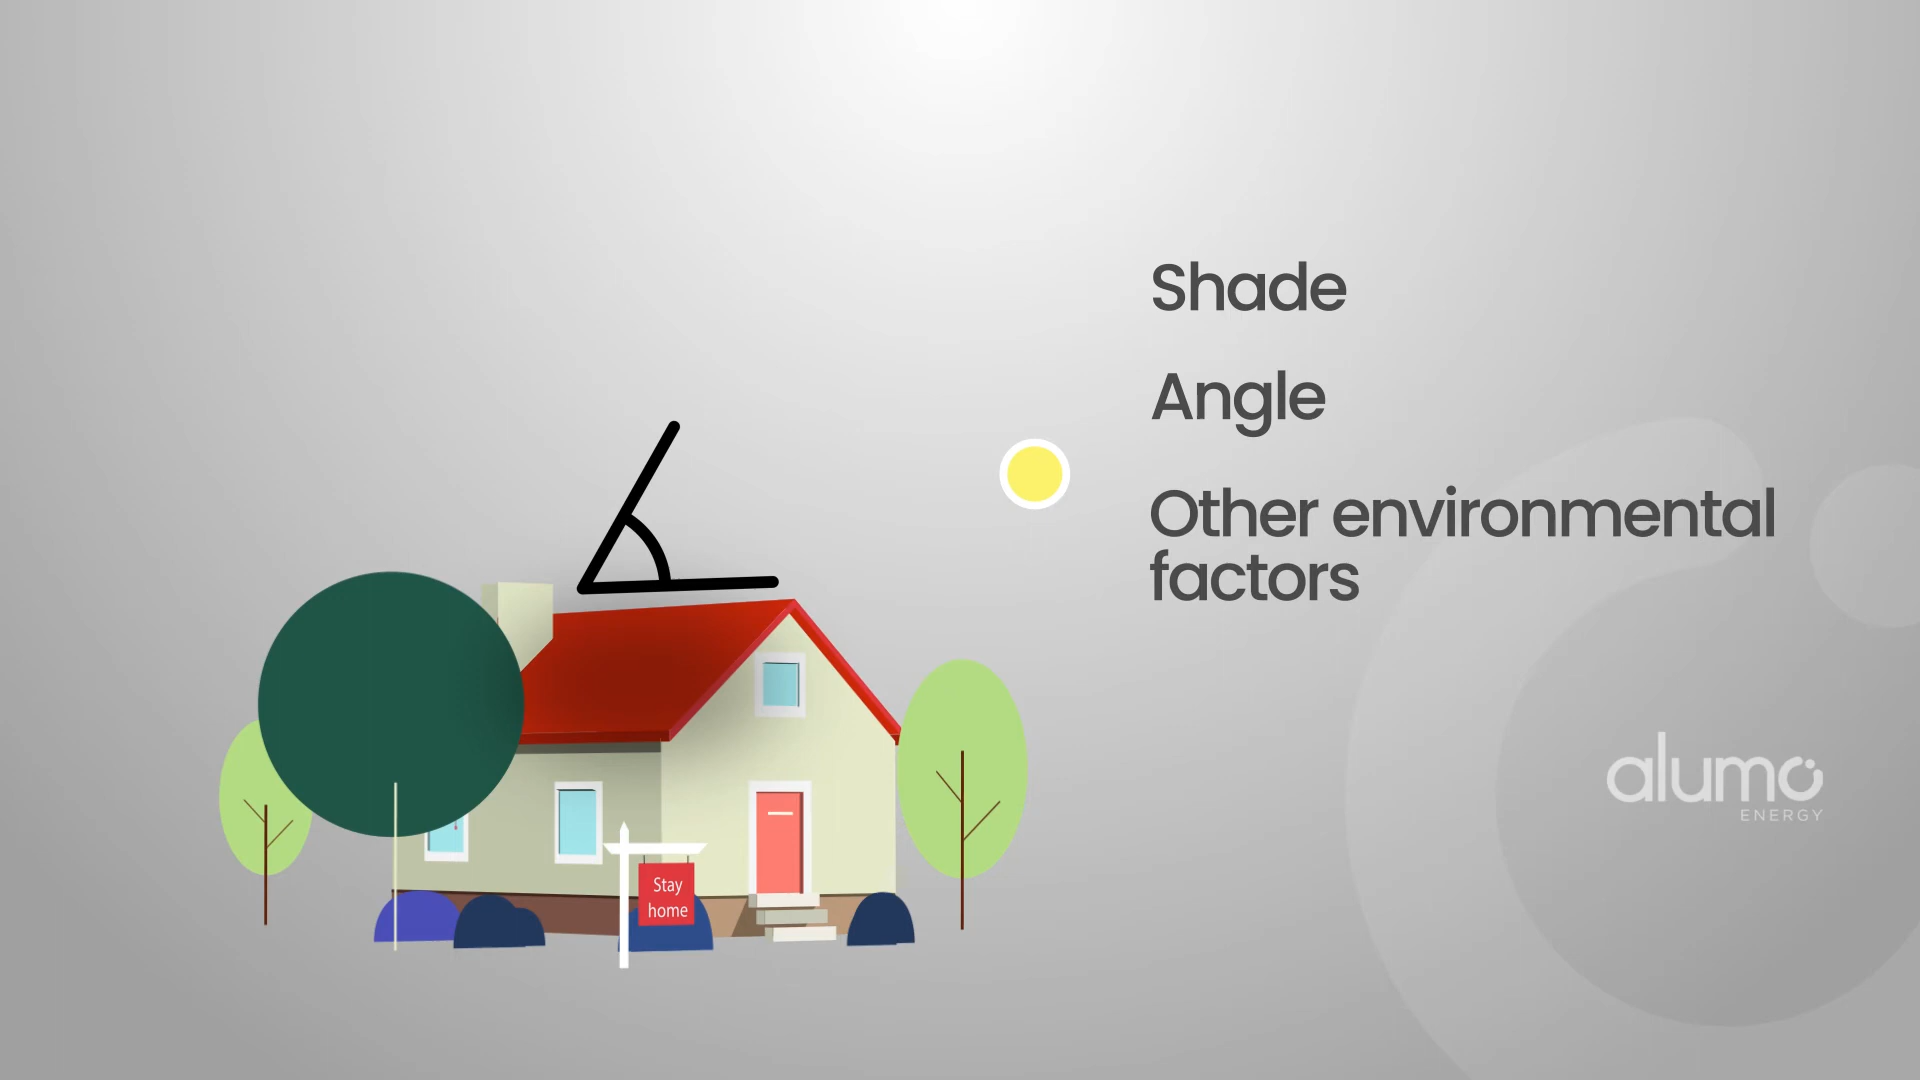 Shade
Angle
Other environmental
factors
alumo
ENERGY
Stay
home